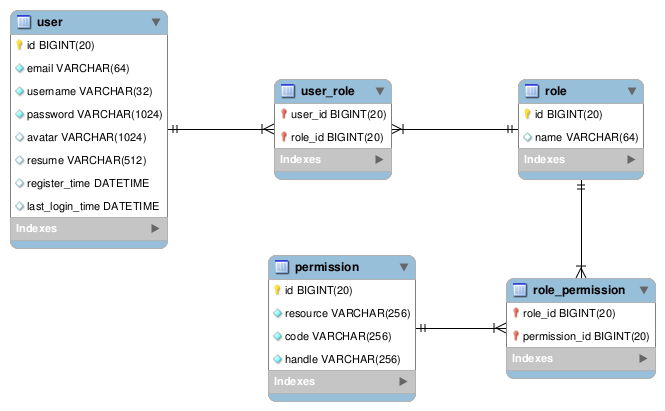 user
id BIGINT(20)
email VARCHAR(64)
username VARCHAR(32)
password VARCHAR(1024)
avatar VARCHAR(1024)
resume VARCHAR(512)
register_time DATETIME
last_login_time DATETIME
Indexes
user_role
user_id BIGINT(20)
role_id BIGINT(20)
Indexes
role
id BIGINT(20)
name VARCHAR(64)
Indexes
permission
id BIGINT(20)
resource VARCHAR(256)
code VARCHAR(256)
handle VARCHAR(256)
Indexes
role_permission
role_id BIGINT(20)
permission_id BIGINT(20)
Indexes